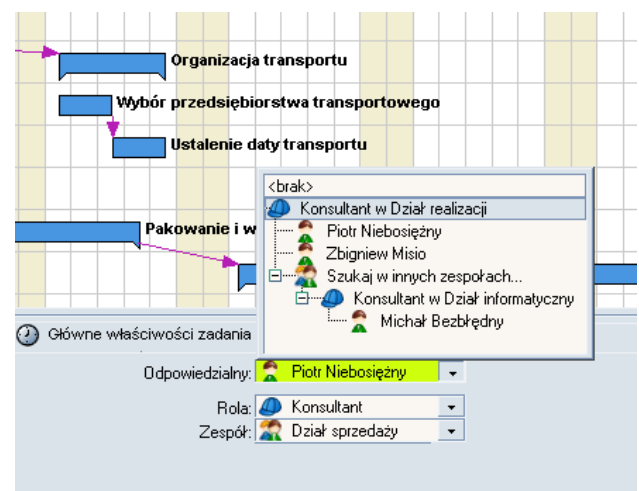 Organizacja transportu
Wybór przedsiębiorstwa transportowego
Ustalenie daty transportu
<brak>
Konsultant w Dział realizacji
Piotr Niebosiężny
Pakowanie i w
Zbigniew Misio
Szukaj w innych zespołach...
Konsultant w Dział informatyczny
Michał Bezbłędny
Główne właściwości zadania
Odpowiedzialny: Piotr Niebosiężny
Rola: Konsultant
Zespół: Dział sprzedaży